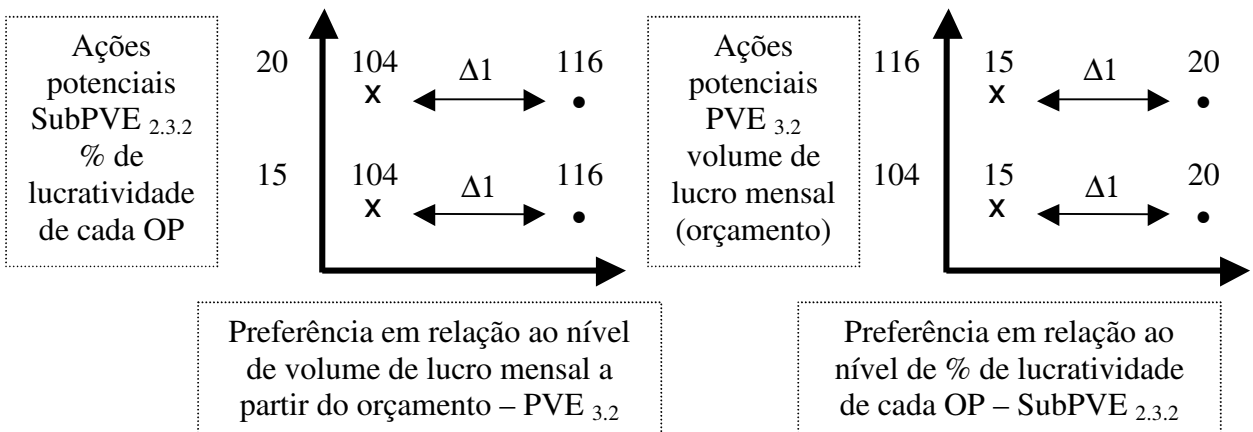 Ações
potenciais
SubPVE 2.3.2
% de
lucratividade
de cada OP
20
104
Δ1
116
x
•
15
104
Δ1
116
x
•
Preferência em relação ao nível
de volume de lucro mensal a
partir do orçamento – PVE 3.2
Ações
potenciais
PVE 3.2
volume de
lucro mensal
(orçamento)
116
15
Δ1
20
x
•
104
15
Δ1
20
x
•
Preferência em relação ao
nível de % de lucratividade
de cada OP – SubPVE 2.3.2